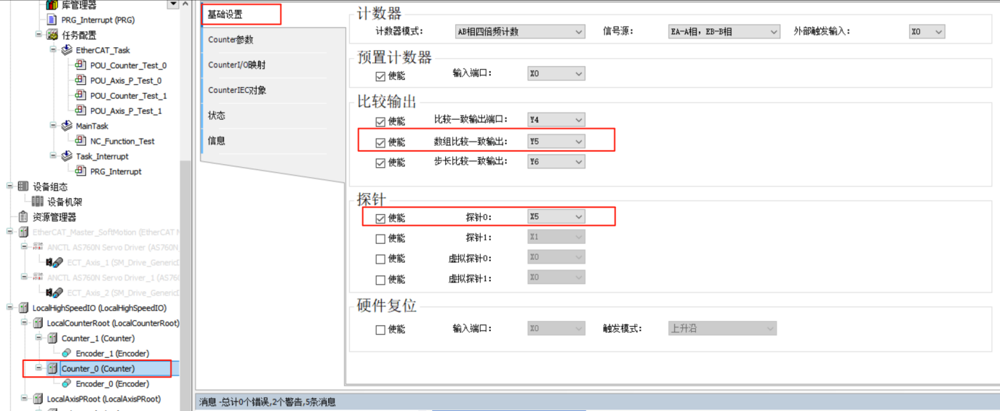 库管理器
PRG_Interrupt (PRG)
任务配置
EtherCAT_Task
POU_Counter_Test_0
POU_Axis_P_Test_0
POU_Counter_Test_1
POU_Axis_P_Test_1
MainTask
NC_Function_Test
Task_Interrupt
PRG_Interrupt
设备组态
设备机架
资源管理器
EtherCAT_Master_SoftMotion (EtherCAT
ANCTL AS760N Servo Driver (AS760N
ECT_Axis_1 (SM_Drive_Generic
ANCTL AS760N Servo Driver_1 (AS76
ECT_Axis_2 (SM_Drive_Generic
LocalHighSpeedIO (LocalHighSpeedIO)
LocalCounterRoot (LocalCounterRoot)
Counter_1 (Counter)
Encoder_1 (Encoder)
Counter_0 (Counter)
Encoder_0 (Encoder)
LocalAxisPRoot (LocalAxisPRoot)
基础设置
Counter参数
CounterI/O映射
CounterIEC对象
状态
信息
计数器
计数器模式: AB相四倍频计数 信号源: EA-A相, EB-B相 外部触发输入: X0
预置计数器
使能 输入端口: X0
比较输出
使能 比较一致输出端口: Y4
使能 数组比较一致输出: Y5
使能 步长比较一致输出: Y6
探针
使能 探针0: X5
使能 探针1: X1
使能 虚拟探针0: X0
使能 虚拟探针1: X0
硬件复位
使能 输入端口: X0 触发模式: 上升沿
消息 -总计0个错误,2个警告,5条消息